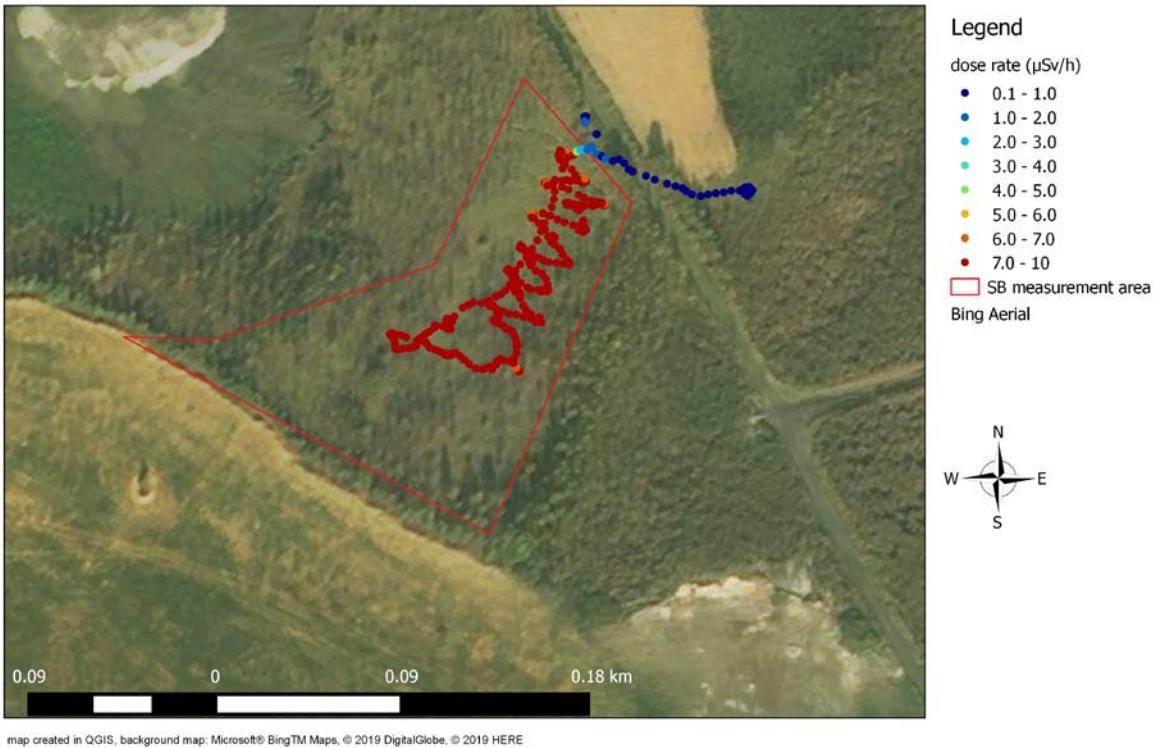 Legend
dose rate (µSv/h)
0.1 - 1.0
1.0 - 2.0
2.0 - 3.0
3.0 - 4.0
4.0 - 5.0
5.0 - 6.0
6.0 - 7.0
7.0 - 10
SB measurement area
Bing Aerial
N
W E
S
0.09 0 0.09 0.18 km
map created in QGIS, background map: Microsoft® BingTM Maps, © 2019 DigitalGlobe, © 2019 HERE